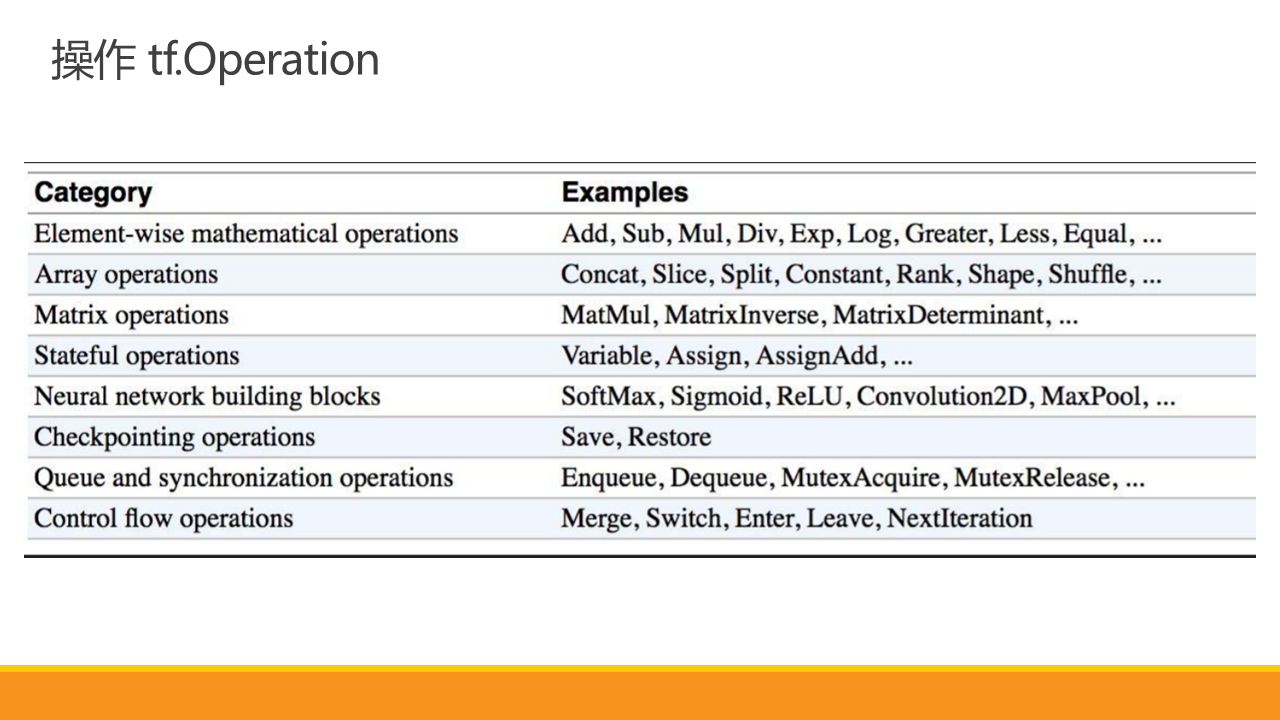 操作 tf.Operation
Category Examples
Element-wise mathematical operations Add, Sub, Mul, Div, Exp, Log, Greater, Less, Equal, ...
Array operations Concat, Slice, Split, Constant, Rank, Shape, Shuffle, ...
Matrix operations MatMul, MatrixInverse, MatrixDeterminant, ...
Stateful operations Variable, Assign, AssignAdd, ...
Neural network building blocks SoftMax, Sigmoid, ReLU, Convolution2D, MaxPool, ...
Checkpointing operations Save, Restore
Queue and synchronization operations Enqueue, Dequeue, MutexAcquire, MutexRelease, ...
Control flow operations Merge, Switch, Enter, Leave, NextIteration